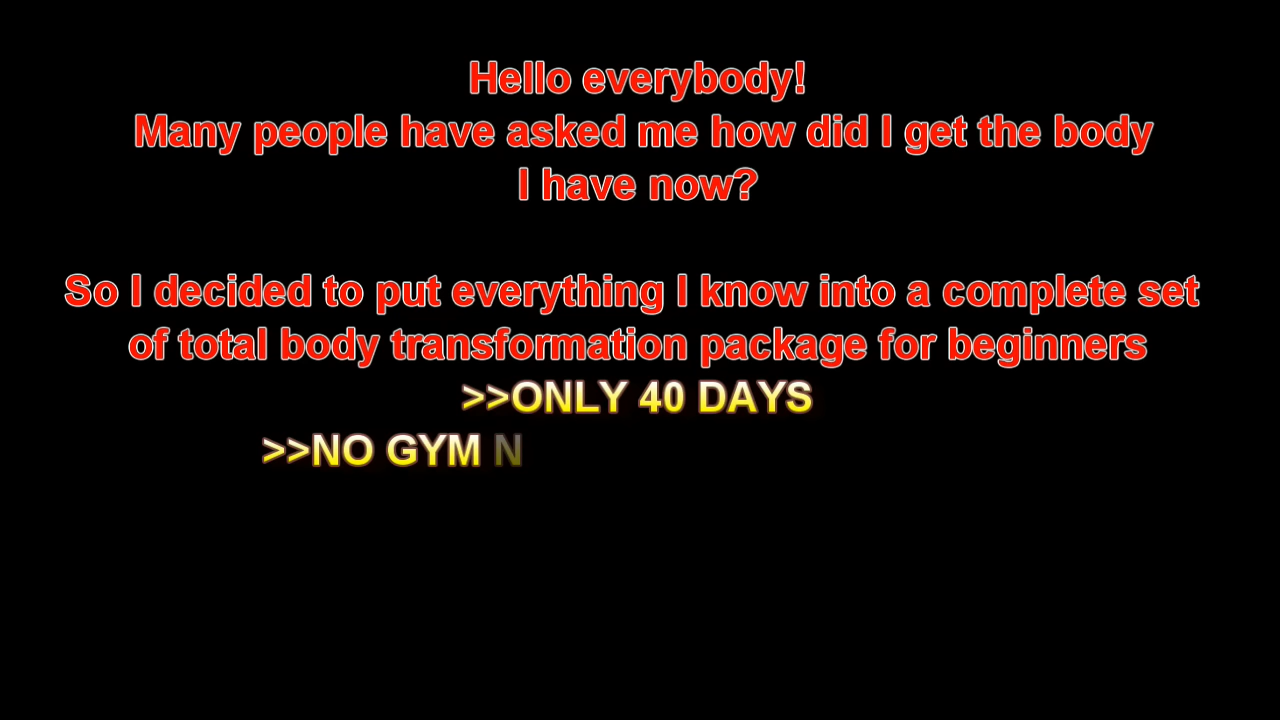 Hello everybody!
Many people have asked me how did I get the body
I have now?
So I decided to put everything I know into a complete set
of total body transformation package for beginners
>>ONLY 40 DAYS
>>NO GYM N